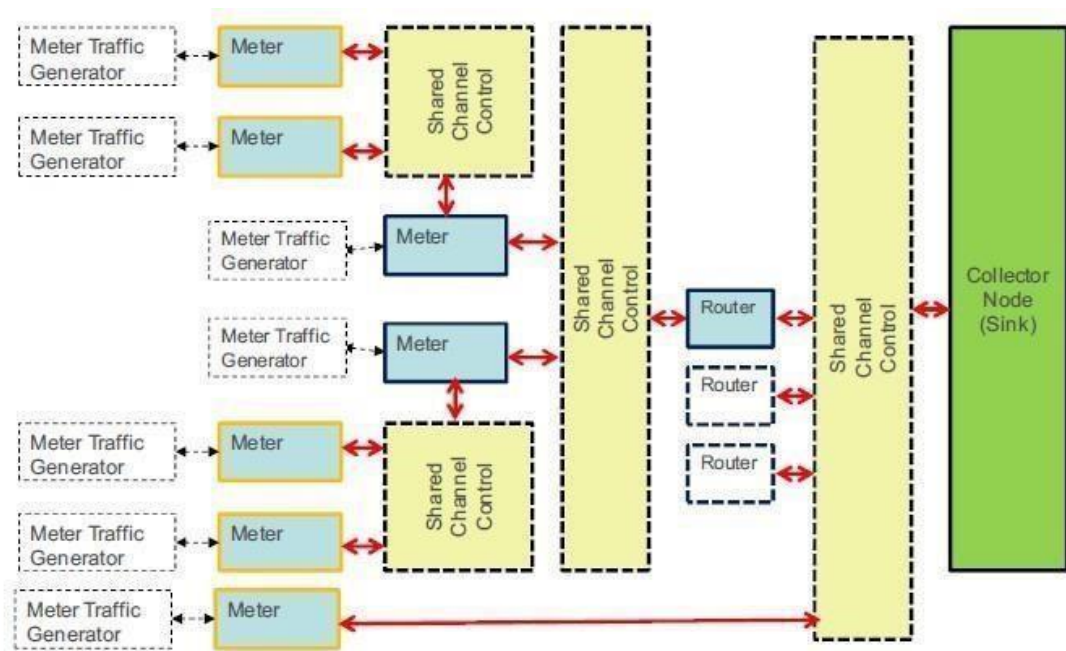 Meter Traffic
Generator
Meter
Shared
Channel
Control
Meter Traffic
Generator
Meter
Meter Traffic
Generator
Meter
Meter Traffic
Generator
Meter
Meter Traffic
Generator
Meter
Shared
Channel
Control
Meter Traffic
Generator
Meter
Meter Traffic
Generator
Meter
Shared
Channel
Control
Router
Router
Router
Shared
Channel
Control
Collector
Node
(Sink)